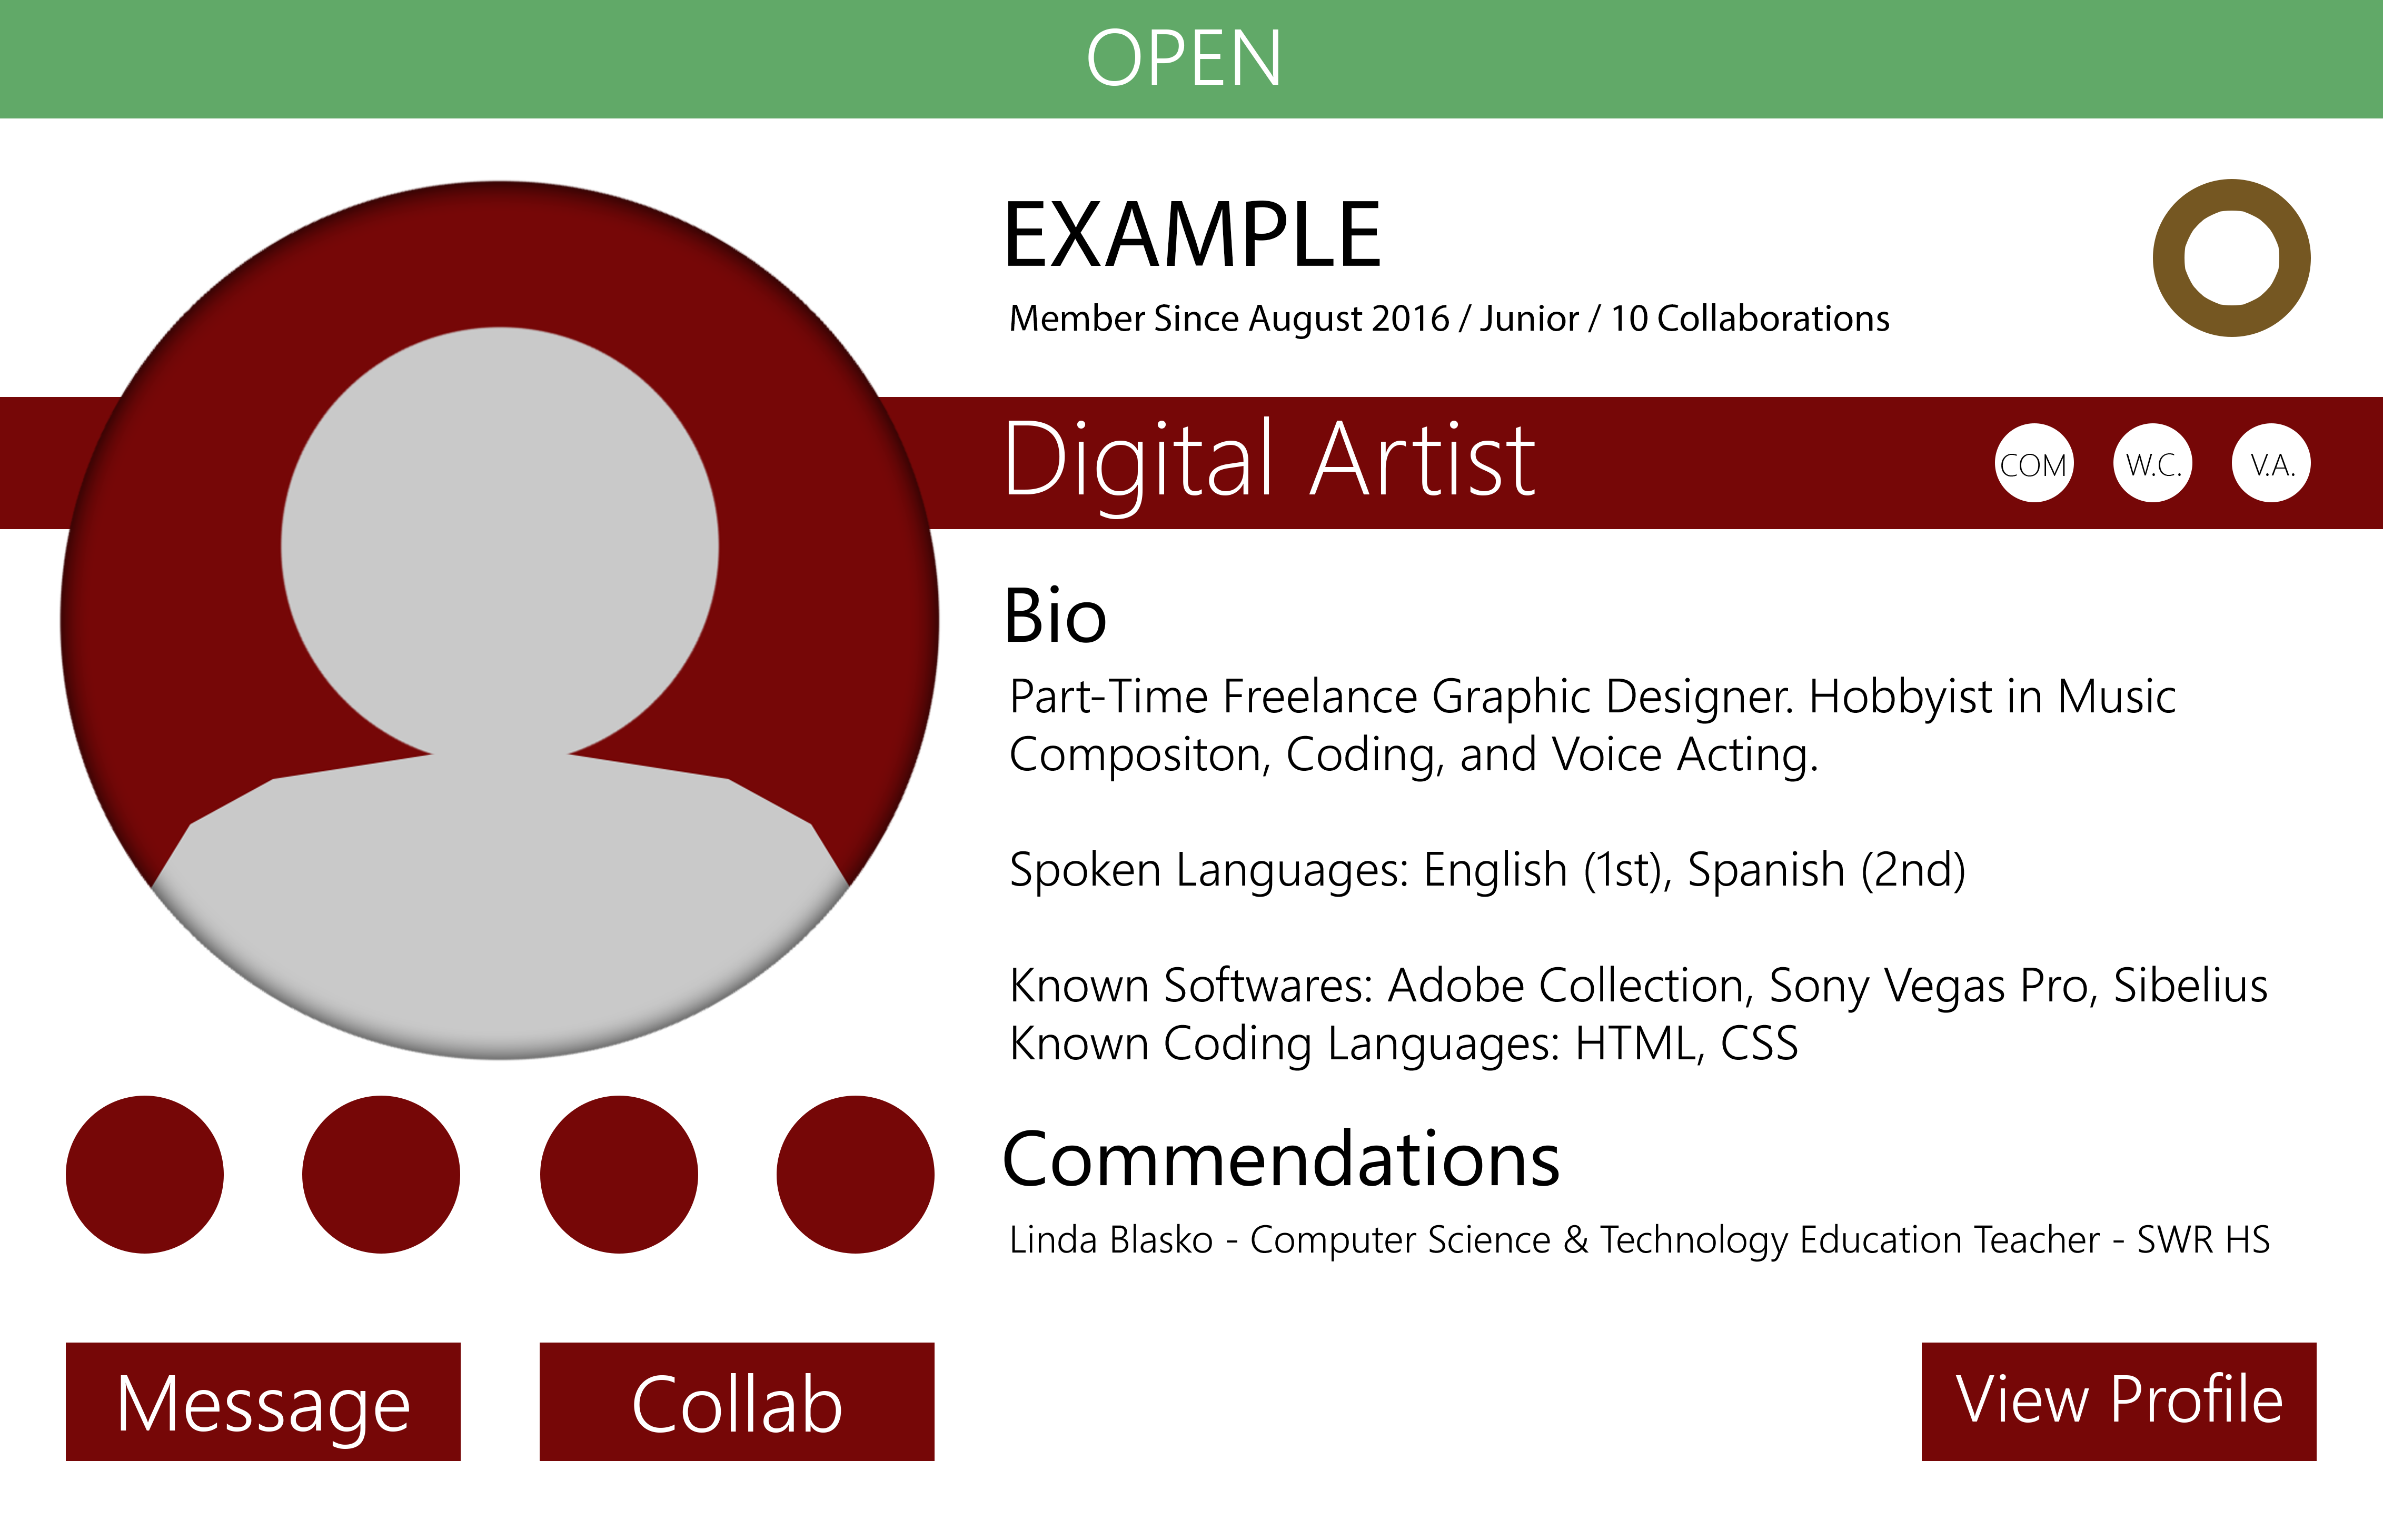 OPEN
EXAMPLE
Member Since August 2016 / Junior / 10 Collaborations
Digital Artist
COM
W.C.
V.A.
Bio
Part-Time Freelance Graphic Designer. Hobbyist in Music
Compositon, Coding, and Voice Acting.
Spoken Languages: English (1st), Spanish (2nd)
Known Softwares: Adobe Collection, Sony Vegas Pro, Sibelius
Known Coding Languages: HTML, CSS
Commendations
Linda Blasko - Computer Science & Technology Education Teacher - SWR HS
Message
Collab
View Profile